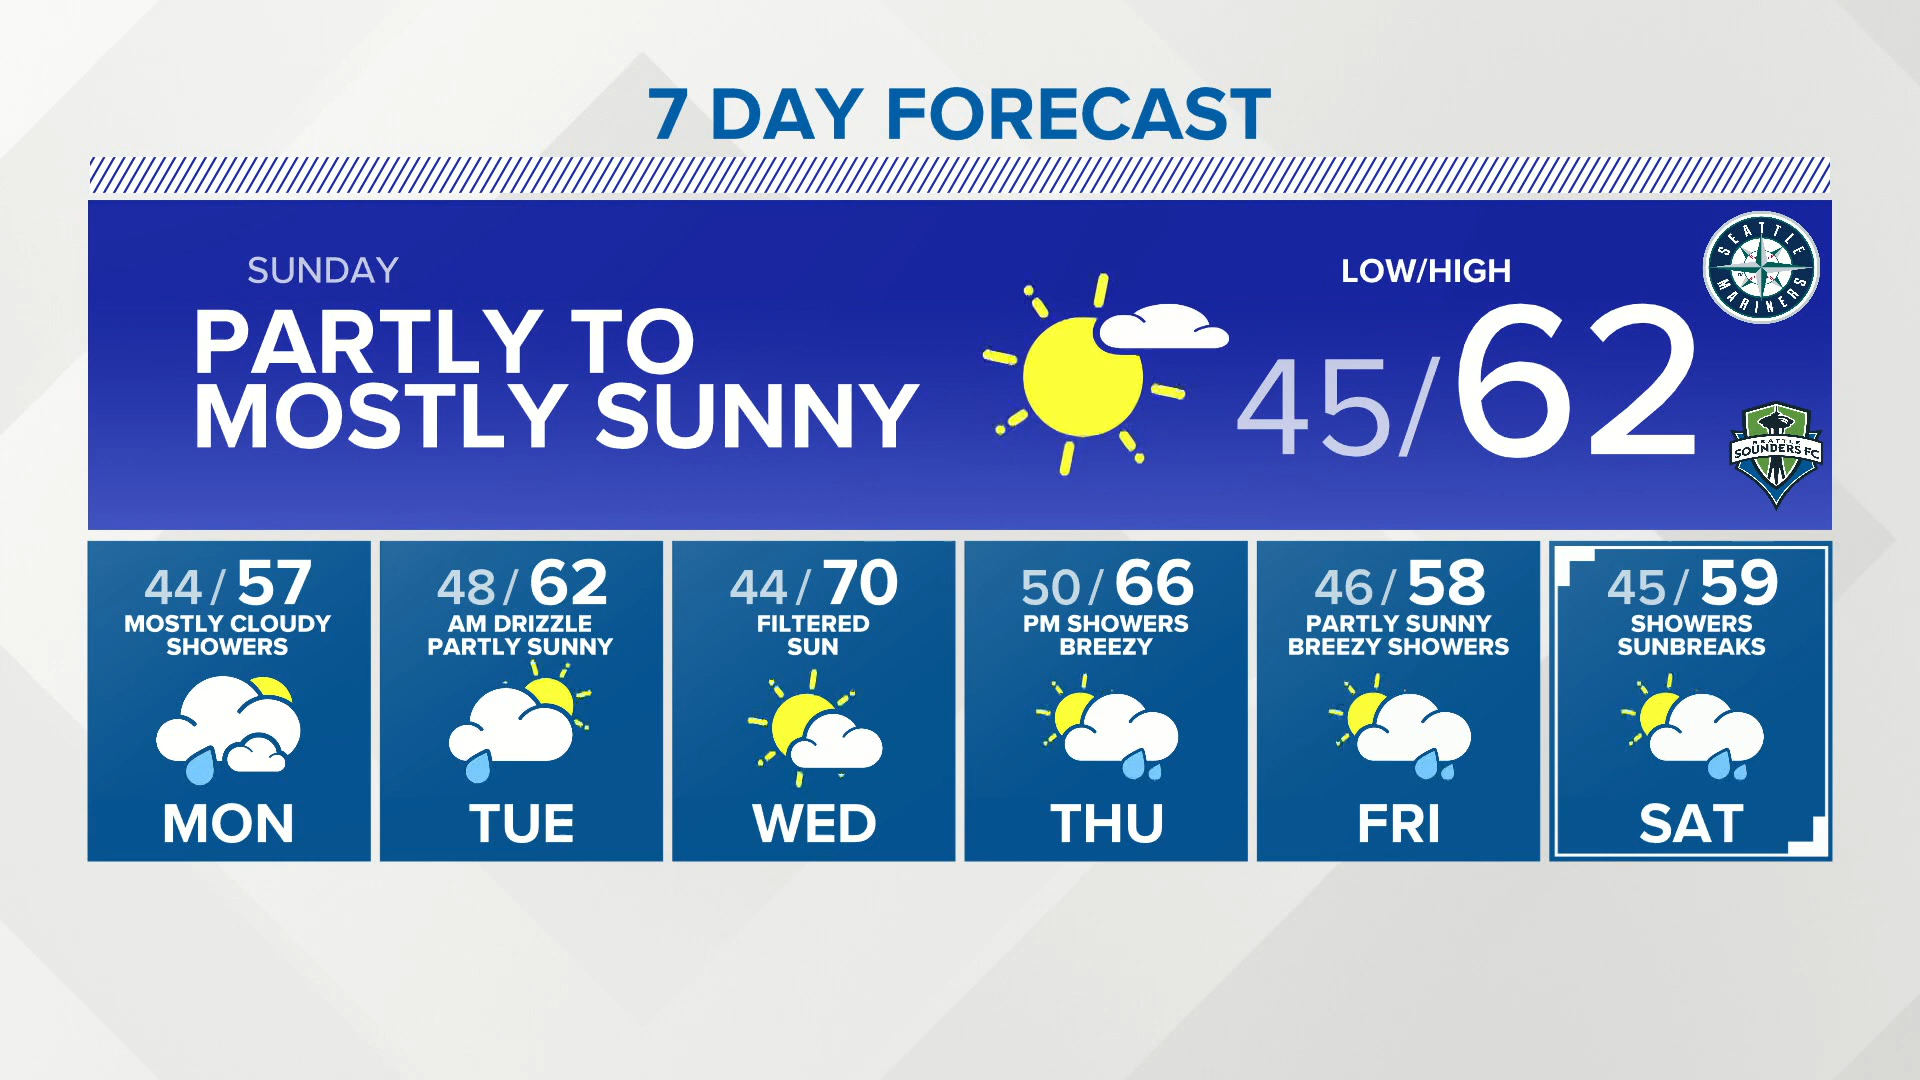 7 DAY FORECAST
SUNDAY
PARTLY TO
MOSTLY SUNNY
LOW/HIGH
45/62
SEATTLE
MARINERS
SEATTLE
SOUNDERS FC
44/57
MOSTLY CLOUDY
SHOWERS
MON
48/62
AM DRIZZLE
PARTLY SUNNY
TUE
44/70
FILTERED
SUN
WED
50/66
PM SHOWERS
BREEZY
THU
46/58
PARTLY SUNNY
BREEZY SHOWERS
FRI
45/59
SHOWERS
SUNBREAKS
SAT